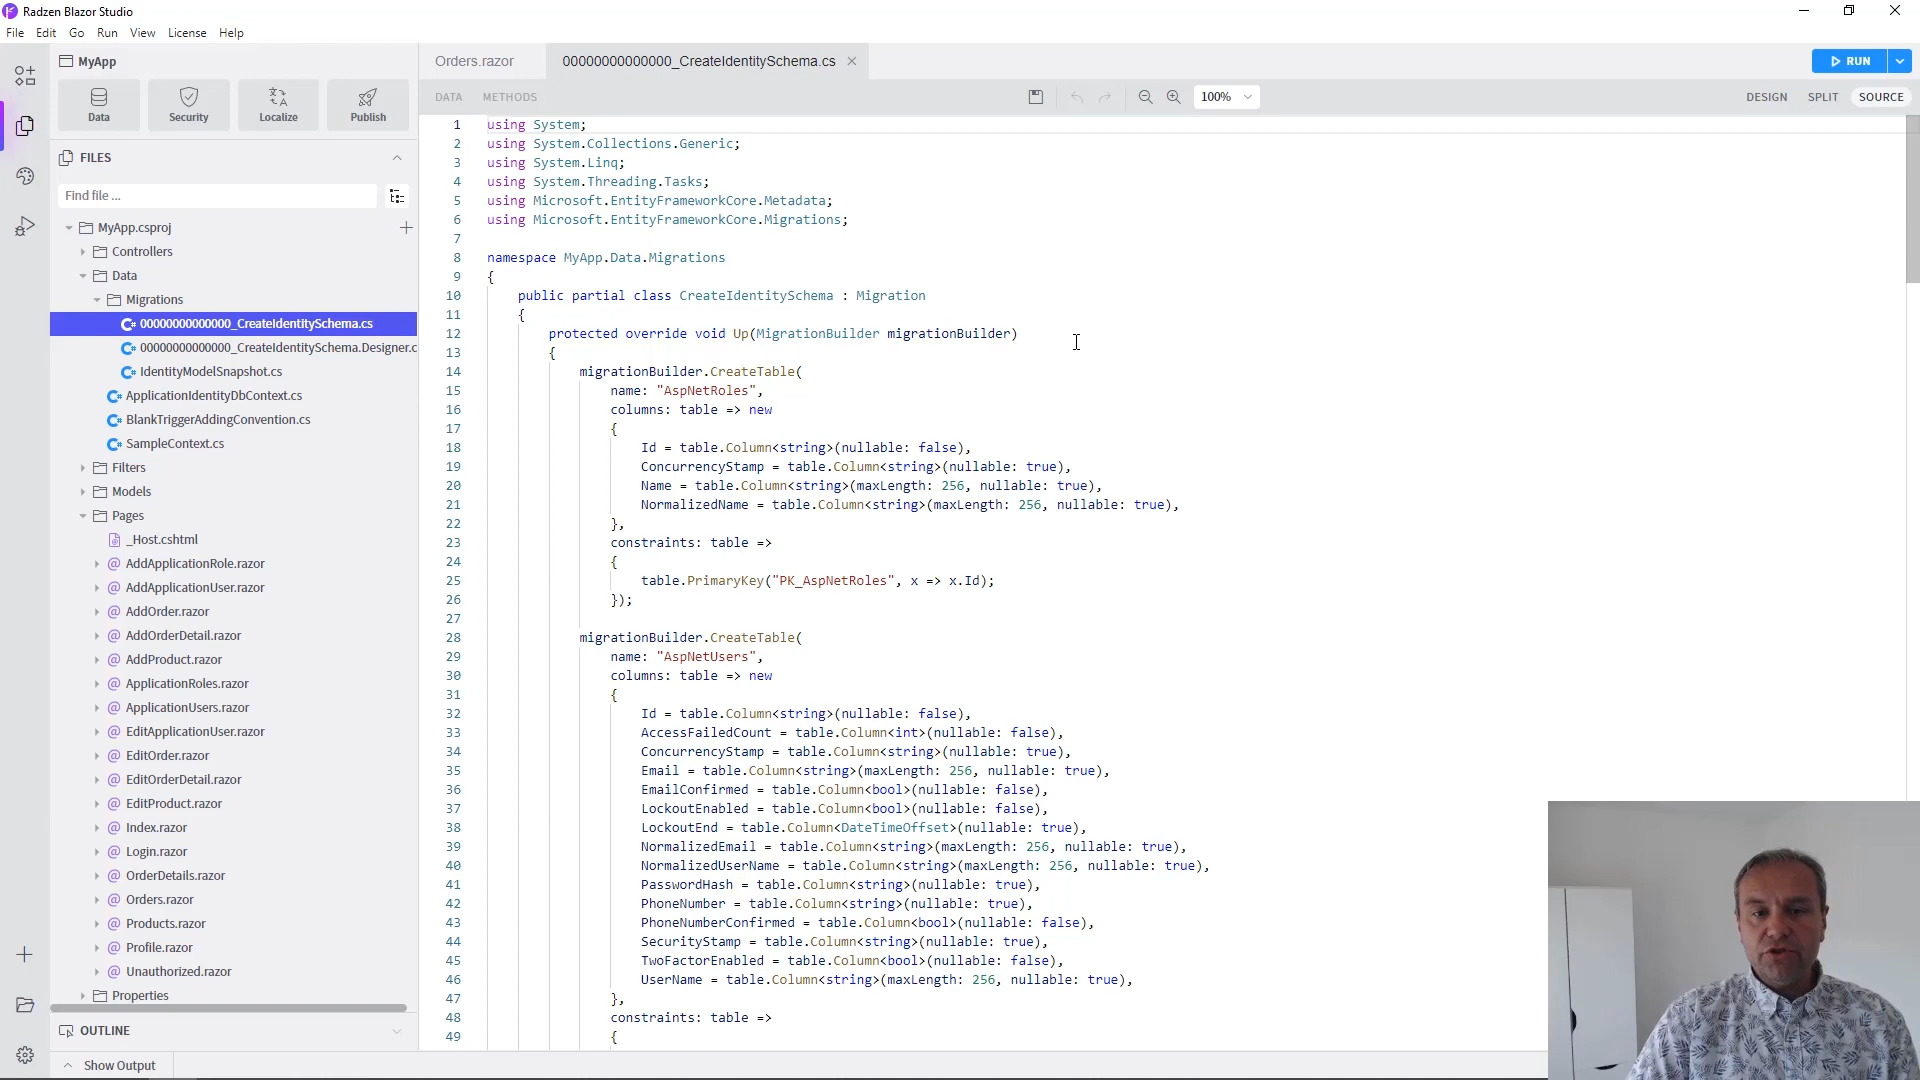 Radzen Blazor Studio
File Edit Go Run View License Help
MyApp
Data Security Localize Publish
FILES
Find file ...
MyApp.csproj
Controllers
Data
Migrations
00000000000000_CreateIdentitySchema.cs
00000000000000_CreateIdentitySchema.Designer.c
IdentityModelSnapshot.cs
ApplicationIdentityDbContext.cs
BlankTriggerAddingConvention.cs
SampleContext.cs
Filters
Models
Pages
_Host.cshtml
AddApplicationRole.razor
AddApplicationUser.razor
AddOrder.razor
AddOrderDetail.razor
AddProduct.razor
ApplicationRoles.razor
ApplicationUsers.razor
EditApplicationUser.razor
EditOrder.razor
EditOrderDetail.razor
EditProduct.razor
Index.razor
Login.razor
OrderDetails.razor
Orders.razor
Products.razor
Profile.razor
Unauthorized.razor
Properties
OUTLINE
Show Output
Orders.razor 00000000000000_CreateIdentitySchema.cs
RUN
DATA METHODS 100% DESIGN SPLIT SOURCE
1 using System;
2 using System.Collections.Generic;
3 using System.Linq;
4 using System.Threading.Tasks;
5 using Microsoft.EntityFrameworkCore.Metadata;
6 using Microsoft.EntityFrameworkCore.Migrations;
7
8 namespace MyApp.Data.Migrations
9 {
10 public partial class CreateIdentitySchema : Migration
11 {
12 protected override void Up(MigrationBuilder migrationBuilder)
13 {
14 migrationBuilder.CreateTable(
15 name: "AspNetRoles",
16 columns: table => new
17 {
18 Id = table.Column<string>(nullable: false),
19 ConcurrencyStamp = table.Column<string>(nullable: true),
20 Name = table.Column<string>(maxLength: 256, nullable: true),
21 NormalizedName = table.Column<string>(maxLength: 256, nullable: true),
22 },
23 constraints: table =>
24 {
25 table.PrimaryKey("PK_AspNetRoles", x => x.Id);
26 });
27
28 migrationBuilder.CreateTable(
29 name: "AspNetUsers",
30 columns: table => new
31 {
32 Id = table.Column<string>(nullable: false),
33 AccessFailedCount = table.Column<int>(nullable: false),
34 ConcurrencyStamp = table.Column<string>(nullable: true),
35 Email = table.Column<string>(maxLength: 256, nullable: true),
36 EmailConfirmed = table.Column<bool>(nullable: false),
37 LockoutEnabled = table.Column<bool>(nullable: false),
38 LockoutEnd = table.Column<DateTimeOffset>(nullable: true),
39 NormalizedEmail = table.Column<string>(maxLength: 256, nullable: true),
40 NormalizedUserName = table.Column<string>(maxLength: 256, nullable: true),
41 PasswordHash = table.Column<string>(nullable: true),
42 PhoneNumber = table.Column<string>(nullable: true),
43 PhoneNumberConfirmed = table.Column<bool>(nullable: false),
44 SecurityStamp = table.Column<string>(nullable: true),
45 TwoFactorEnabled = table.Column<bool>(nullable: false),
46 UserName = table.Column<string>(maxLength: 256, nullable: true),
47 },
48 constraints: table =>
49 {